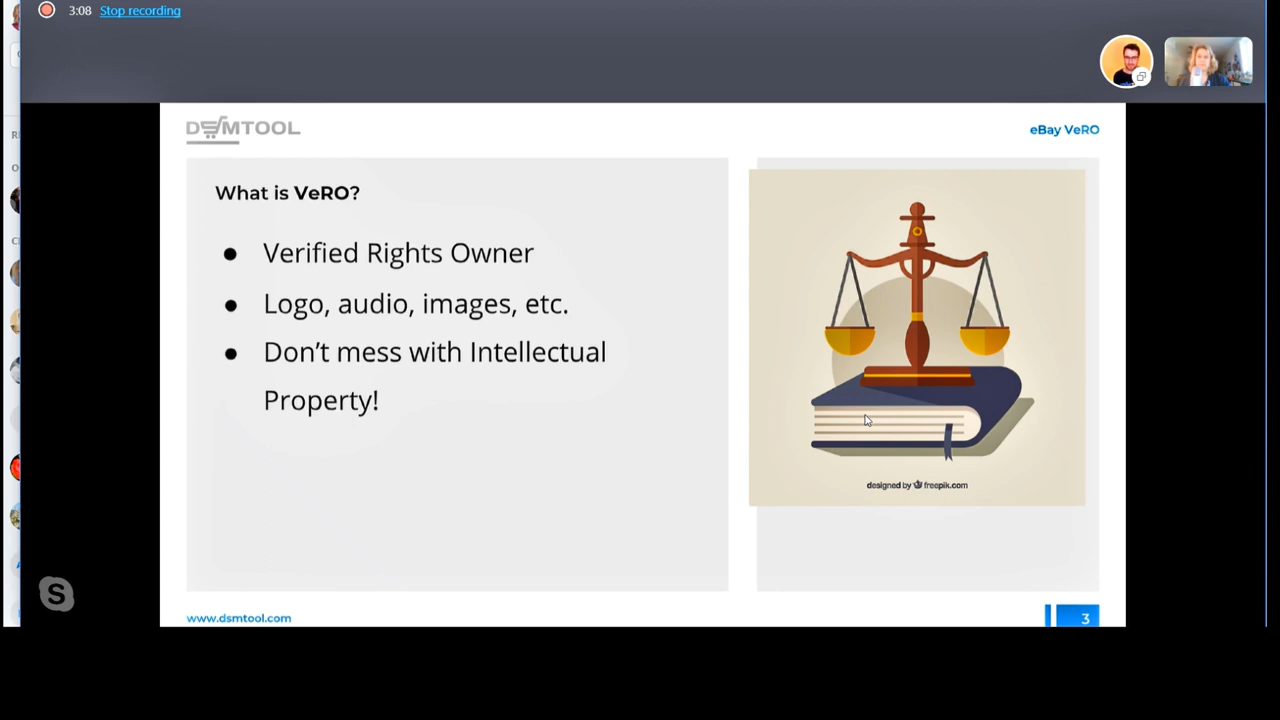 3:08 Stop recording
DSMTOOL
eBay VeRO
What is VeRO?
● Verified Rights Owner
● Logo, audio, images, etc.
● Don't mess with Intellectual
Property!
designed by freepik.com
S
www.dsmtool.com
3